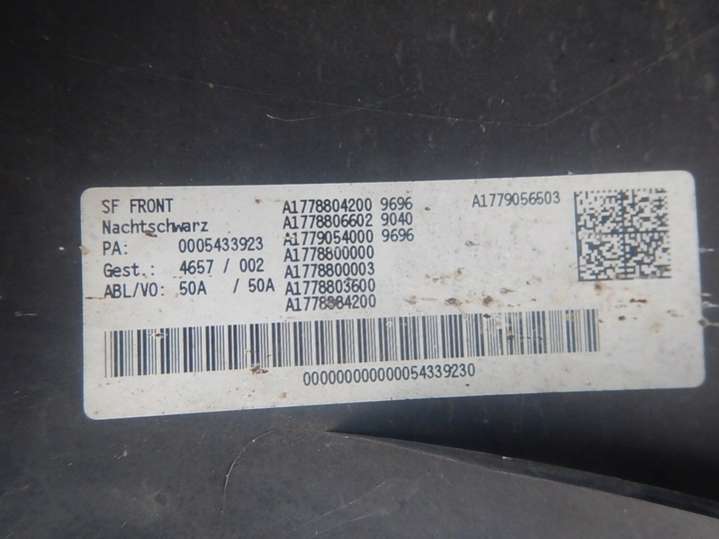 SF FRONT
Nachtschwarz
PA: 0005433923
Gest.: 4657 / 002
ABL/VO: 50A / 50A
A1778804200 9696
A1778806602 9040
A1779054000 9696
A1778800000
A1778800003
A1778803600
A1778884200
A1779056503
000000000000054339230